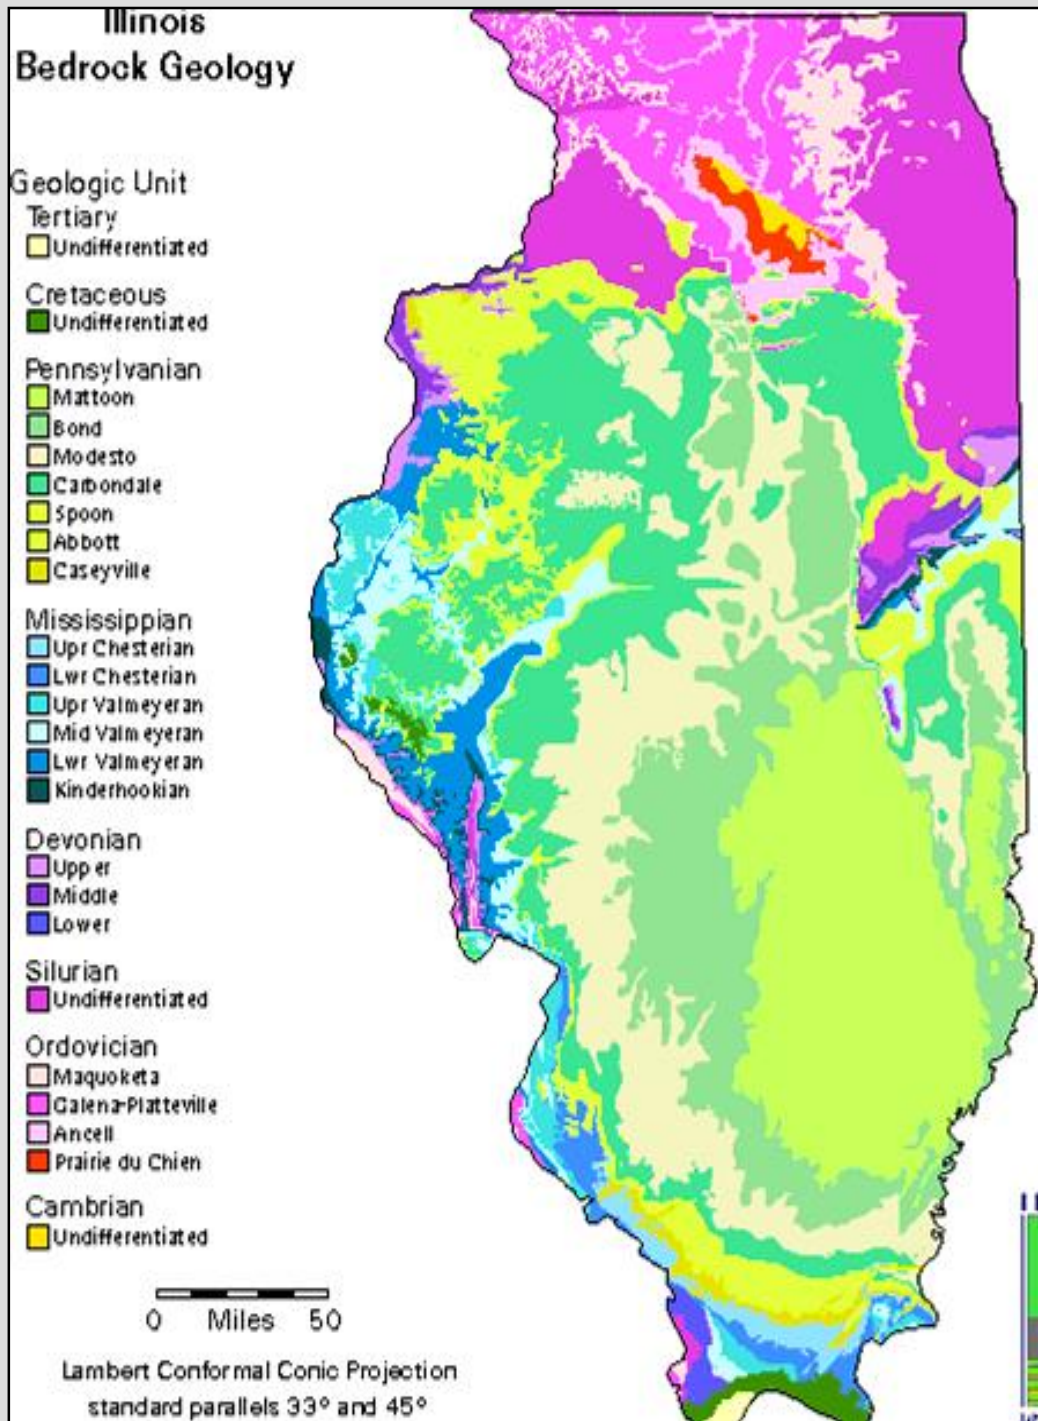 Illinois
Bedrock Geology
Geologic Unit
Tertiary
Undifferentiated
Cretaceous
Undifferentiated
Pennsylvanian
Mattoon
Bond
Modesto
Carbondale
Spoon
Abbott
Caseyville
Mississippian
Upr Chesterian
Lwr Chesterian
Upr Valmeyeran
Mid Valmeyeran
Lwr Valmeyeran
Kinderhookian
Devonian
Upper
Middle
Lower
Silurian
Undifferentiated
Ordovician
Maquoketa
Galena-Platteville
Ancell
Prairie du Chien
Cambrian
Undifferentiated
0 Miles 50
Lambert Conformal Conic Projection
standard parallels 33° and 45°